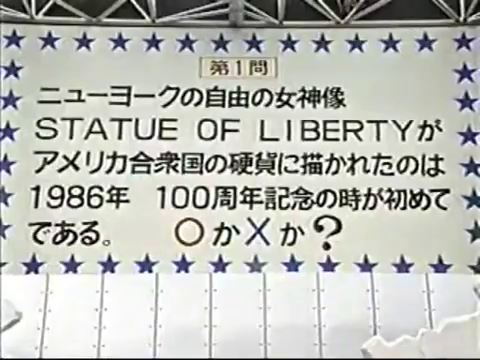 第1問
ニューヨークの自由の女神像
STATUE OF LIBERTYが
アメリカ合衆国の硬貨に描かれたのは
1986年 100周年記念の時が初めて
である。 ○か×か?